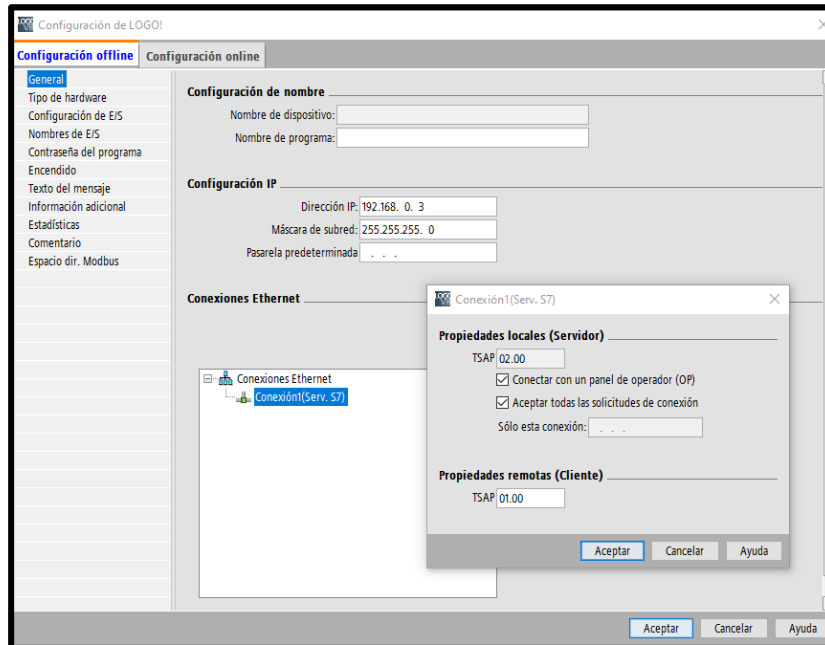 Configuración de LOGO!
Configuración offline Configuración online
General
Tipo de hardware
Configuración de E/S
Nombres de E/S
Contraseña del programa
Encendido
Texto del mensaje
Información adicional
Estadísticas
Comentario
Espacio dir. Modbus
Configuración de nombre
Nombre de dispositivo:
Nombre de programa:
Configuración IP
Dirección IP: 192.168. 0. 3
Máscara de subred: 255.255.255. 0
Pasarela predeterminada . . .
Conexiones Ethernet
Conexiones Ethernet
Conexión1(Serv. S7)
Conexión1(Serv. S7)
Propiedades locales (Servidor)
TSAP 02.00
Conectar con un panel de operador (OP)
Aceptar todas las solicitudes de conexión
Sólo esta conexión: . . .
Propiedades remotas (Cliente)
TSAP 01.00
Aceptar Cancelar Ayuda
Aceptar Cancelar Ayuda